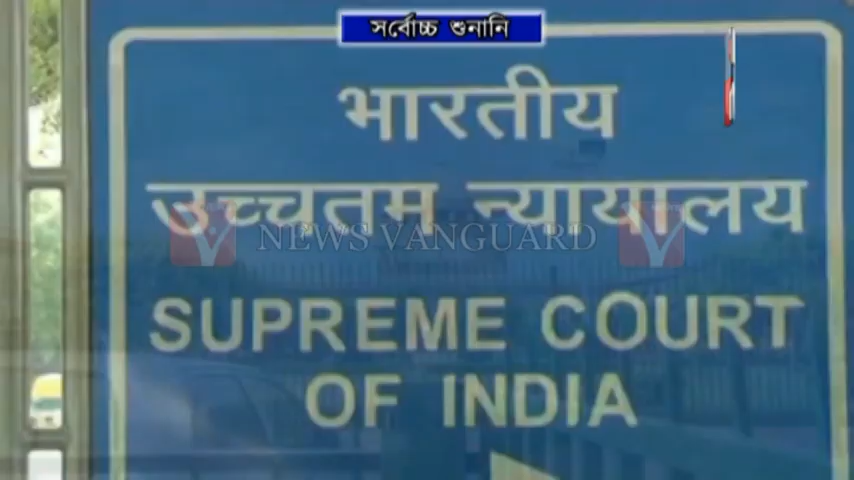 সর্বোচ্চ শুনানি
भारतीय
उच्चतम न्यायालय
NEWS VANGUARD
SUPREME COURT
OF INDIA